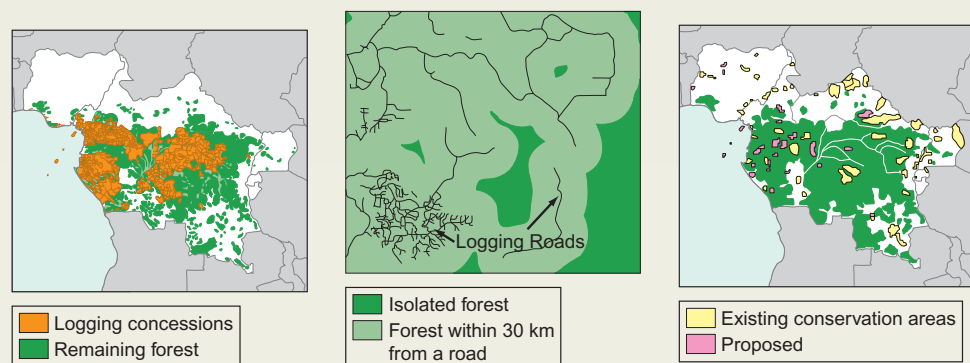 Logging Roads
Logging concessions
Remaining forest
Isolated forest
Forest within 30 km
from a road
Existing conservation areas
Proposed